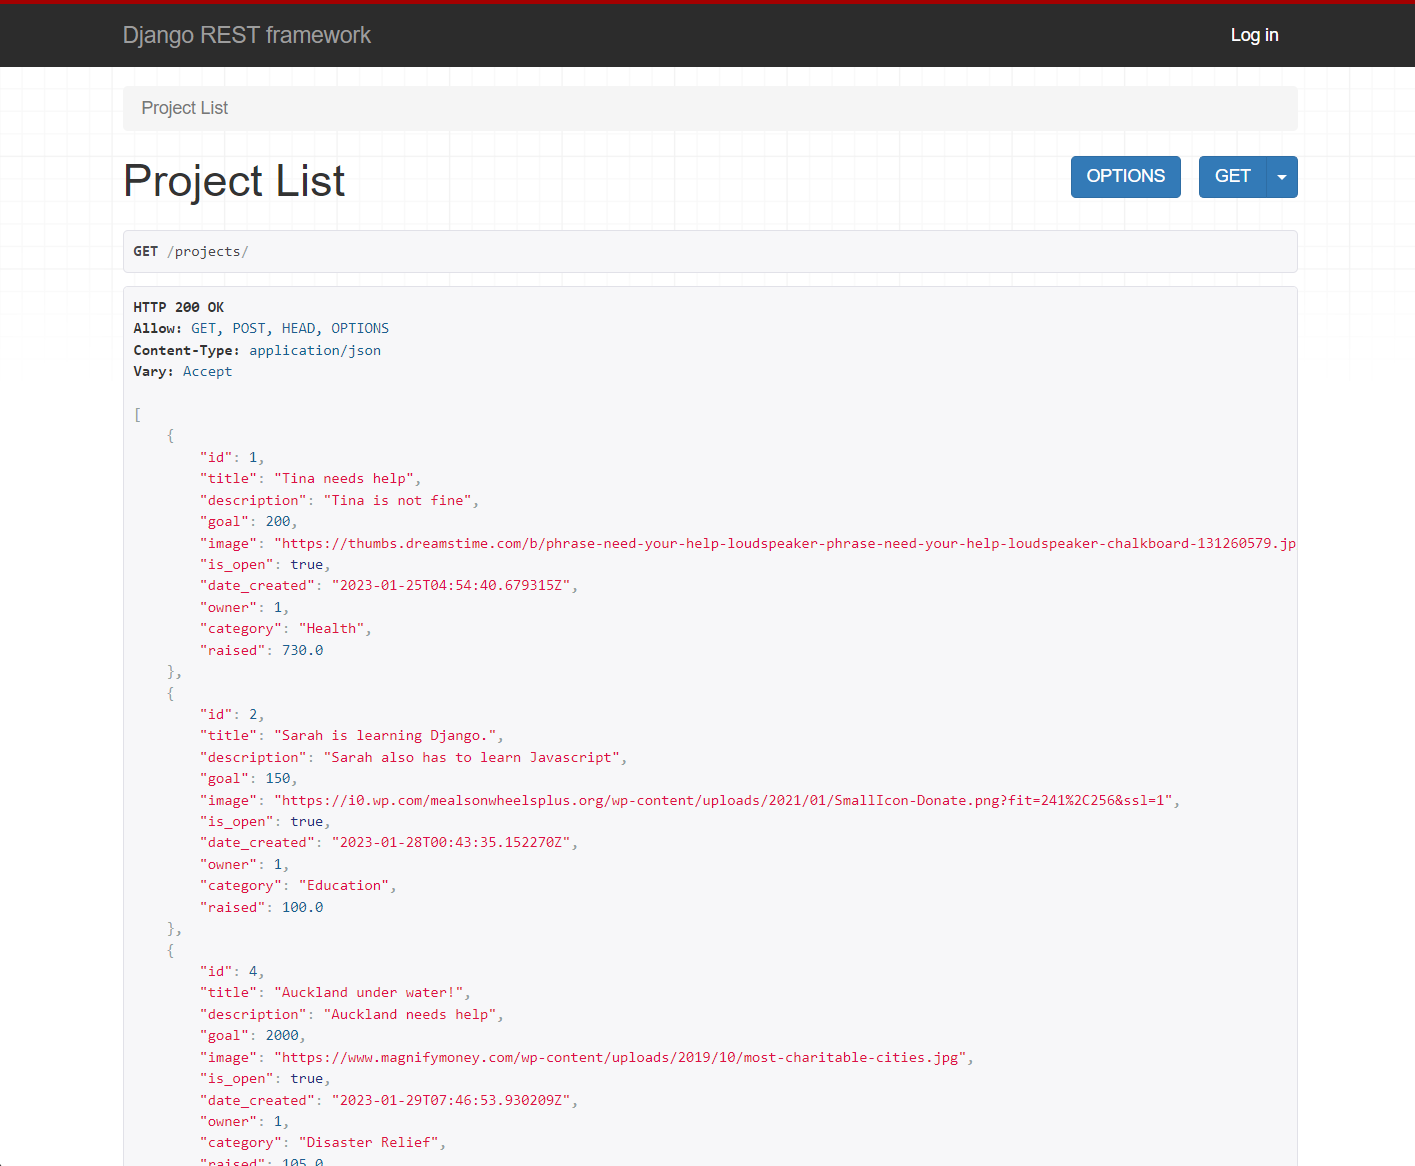 Django REST framework
Log in
Project List
Project List
OPTIONS
GET
GET /projects/
HTTP 200 OK
Allow: GET, POST, HEAD, OPTIONS
Content-Type: application/json
Vary: Accept
[
{
"id": 1,
"title": "Tina needs help",
"description": "Tina is not fine",
"goal": 200,
"image": "https://thumbs.dreamstime.com/b/phrase-need-your-help-loudspeaker-phrase-need-your-help-loudspeaker-chalkboard-131260579.jp
"is_open": true,
"date_created": "2023-01-25T04:54:40.679315Z",
"owner": 1,
"category": "Health",
"raised": 730.0
},
{
"id": 2,
"title": "Sarah is learning Django.",
"description": "Sarah also has to learn Javascript",
"goal": 150,
"image": "https://i0.wp.com/mealsonwheelsplus.org/wp-content/uploads/2021/01/SmallIcon-Donate.png?fit=241%2C256&ssl=1",
"is_open": true,
"date_created": "2023-01-28T00:43:35.152270Z",
"owner": 1,
"category": "Education",
"raised": 100.0
},
{
"id": 4,
"title": "Auckland under water!",
"description": "Auckland needs help",
"goal": 2000,
"image": "https://www.magnifymoney.com/wp-content/uploads/2019/10/most-charitable-cities.jpg",
"is_open": true,
"date_created": "2023-01-29T07:46:53.930209Z",
"owner": 1,
"category": "Disaster Relief",
"raised": 105.0